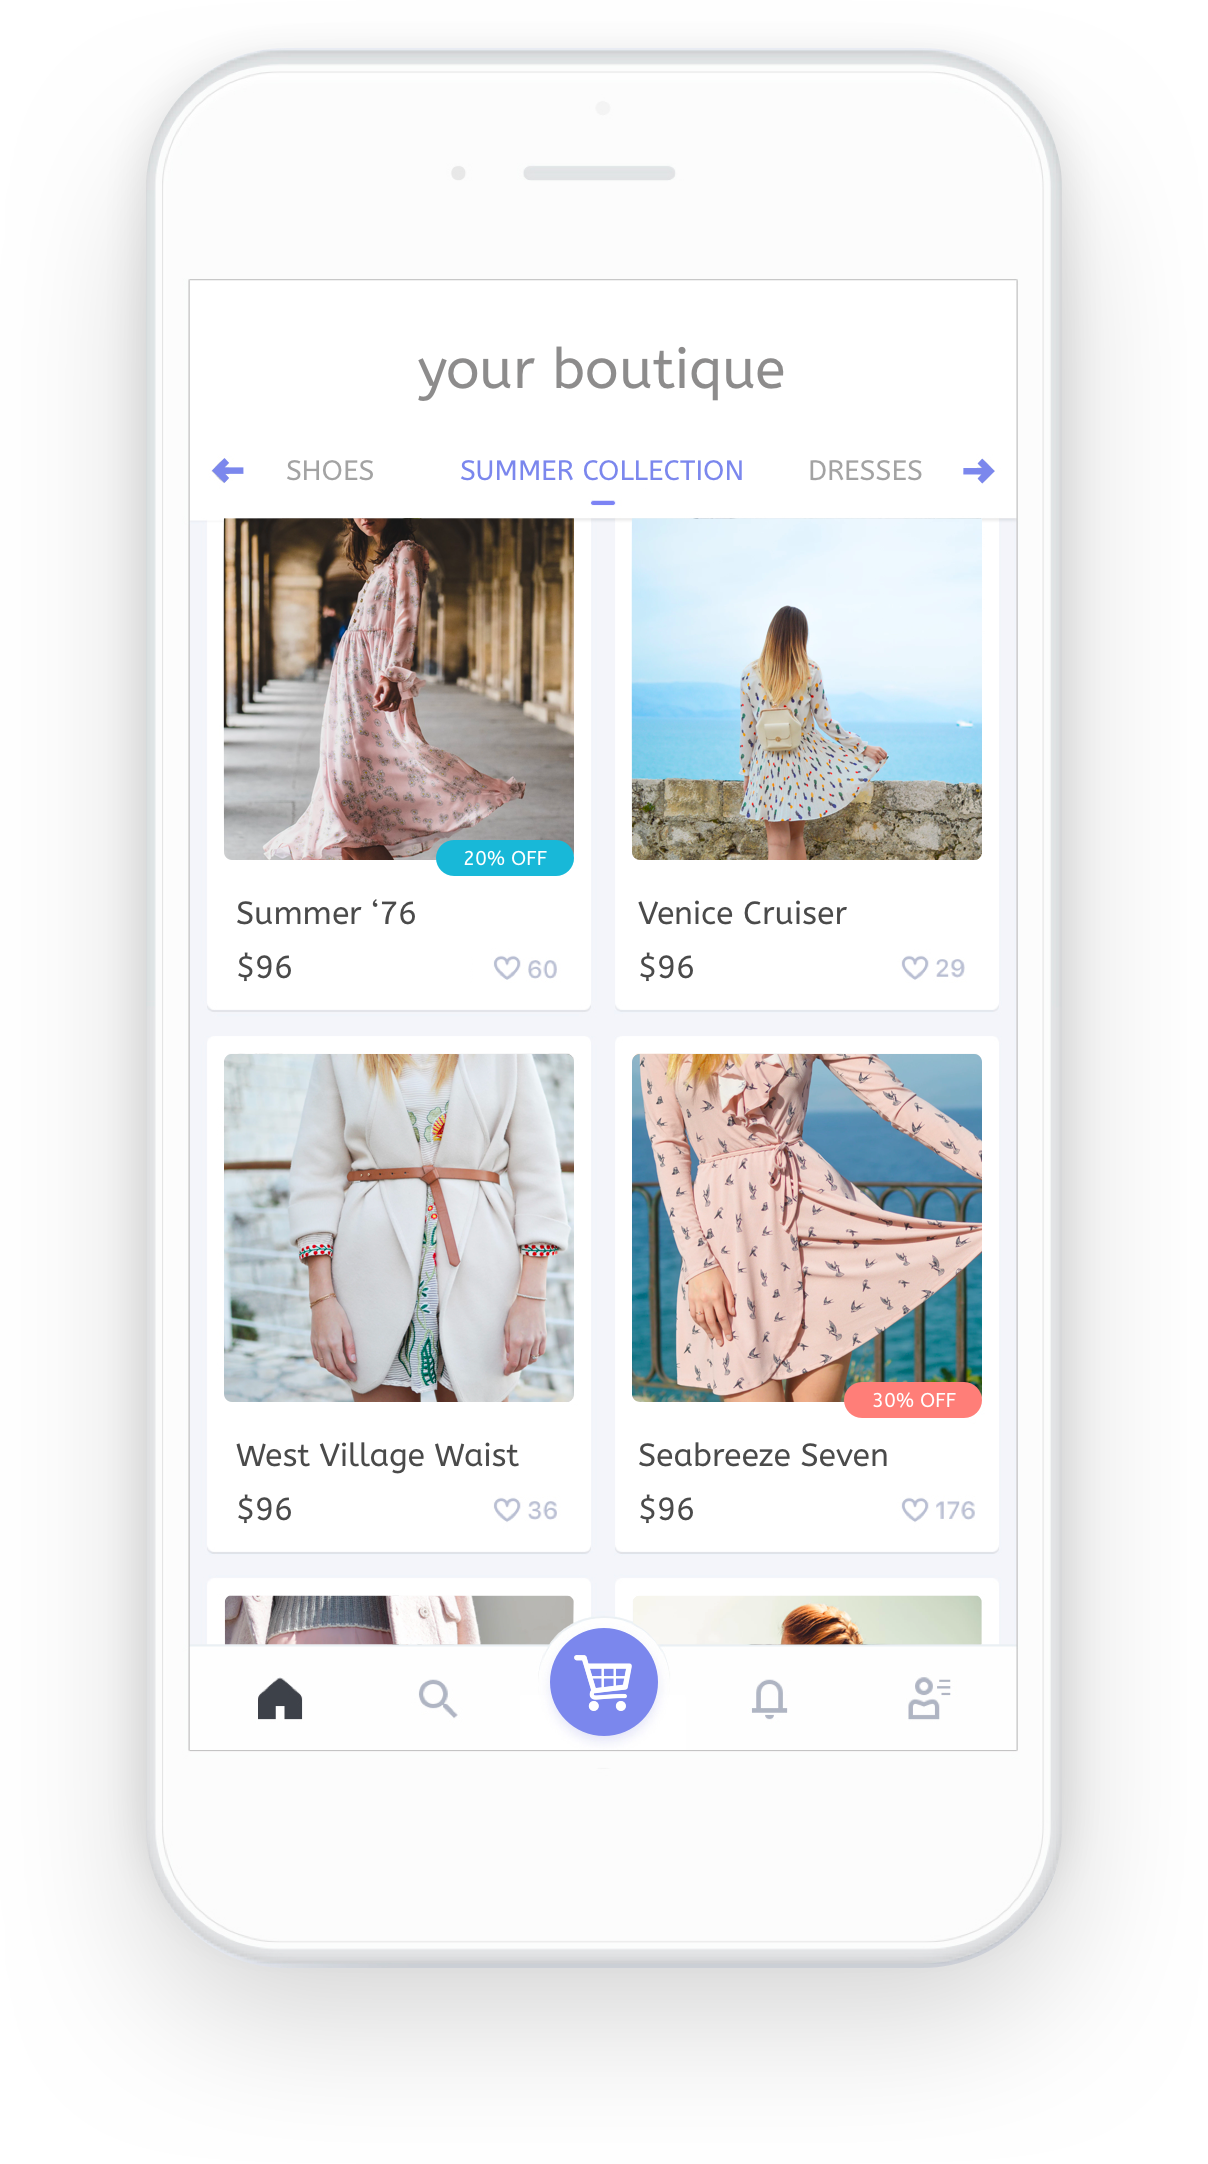 your boutique
SHOES SUMMER COLLECTION DRESSES
20% OFF
Summer ‘76
$96 60
Venice Cruiser
$96 29
30% OFF
West Village Waist
$96 36
Seabreeze Seven
$96 176